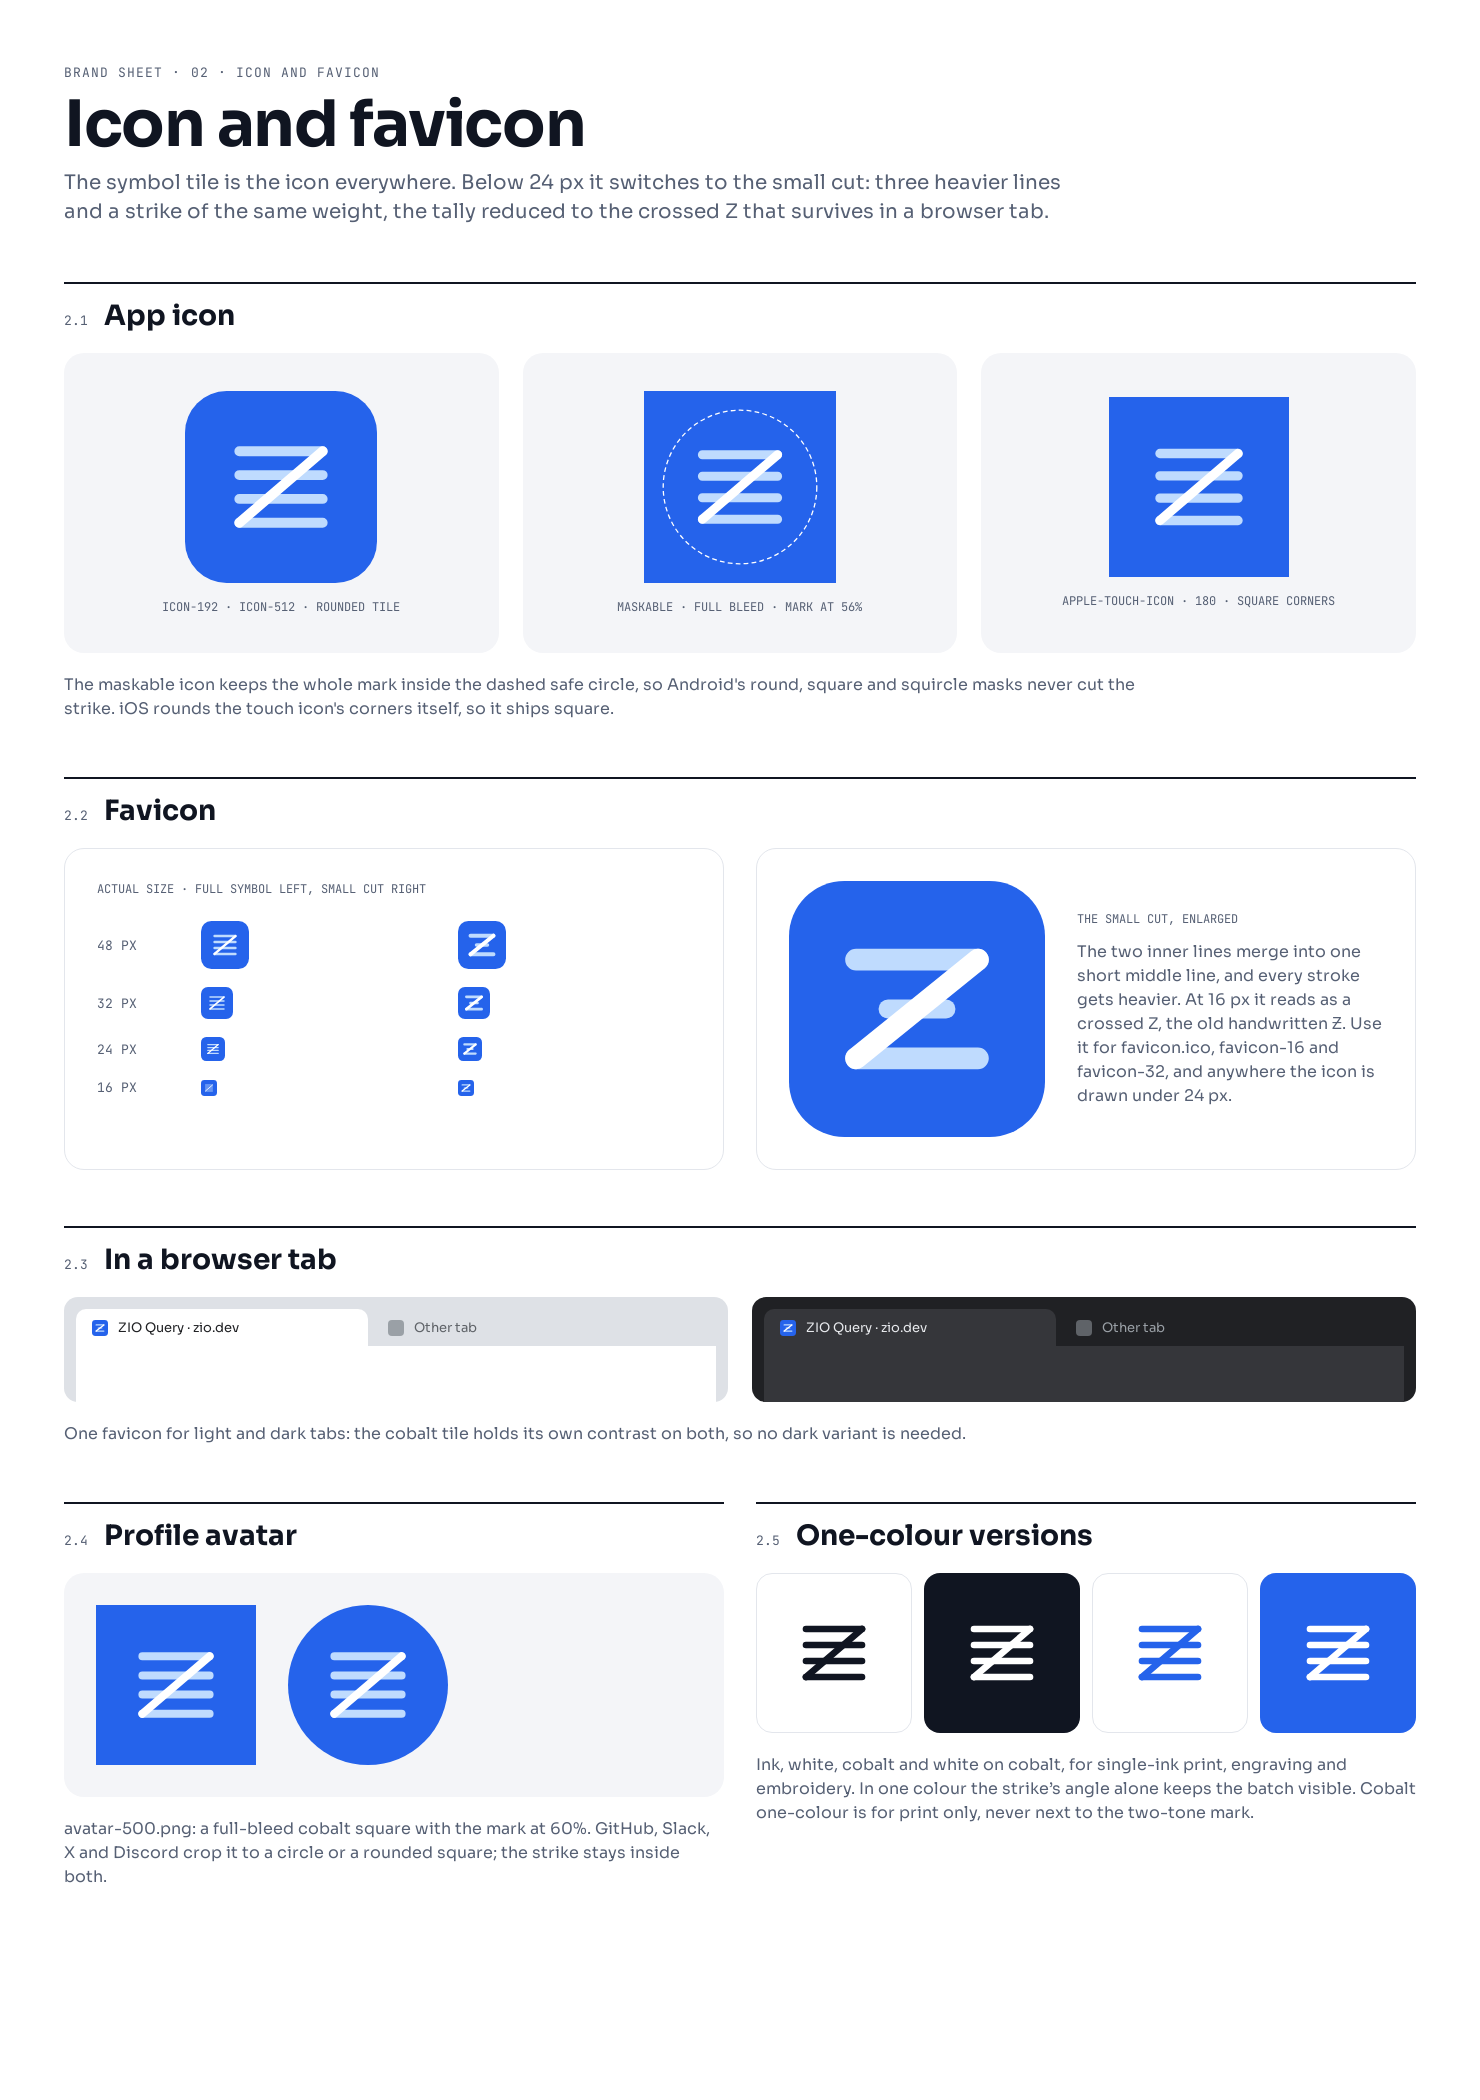 BRAND SHEET · 02 · ICON AND FAVICON
Icon and favicon
The symbol tile is the icon everywhere. Below 24 px it switches to the small cut: three heavier lines
and a strike of the same weight, the tally reduced to the crossed Z that survives in a browser tab.
2.1 App icon
ICON-192 · ICON-512 · ROUNDED TILE
MASKABLE · FULL BLEED · MARK AT 56%
APPLE-TOUCH-ICON · 180 · SQUARE CORNERS
The maskable icon keeps the whole mark inside the dashed safe circle, so Android's round, square and squircle masks never cut the
strike. iOS rounds the touch icon's corners itself, so it ships square.
2.2 Favicon
ACTUAL SIZE · FULL SYMBOL LEFT, SMALL CUT RIGHT
48 PX
32 PX
24 PX
16 PX
THE SMALL CUT, ENLARGED
The two inner lines merge into one
short middle line, and every stroke
gets heavier. At 16 px it reads as a
crossed Z, the old handwritten Ƶ. Use
it for favicon.ico, favicon-16 and
favicon-32, and anywhere the icon is
drawn under 24 px.
2.3 In a browser tab
ZIO Query · zio.dev
Other tab
ZIO Query · zio.dev
Other tab
One favicon for light and dark tabs: the cobalt tile holds its own contrast on both, so no dark variant is needed.
2.4 Profile avatar
avatar-500.png: a full-bleed cobalt square with the mark at 60%. GitHub, Slack,
X and Discord crop it to a circle or a rounded square; the strike stays inside
both.
2.5 One-colour versions
Ink, white, cobalt and white on cobalt, for single-ink print, engraving and
embroidery. In one colour the strike’s angle alone keeps the batch visible. Cobalt
one-colour is for print only, never next to the two-tone mark.